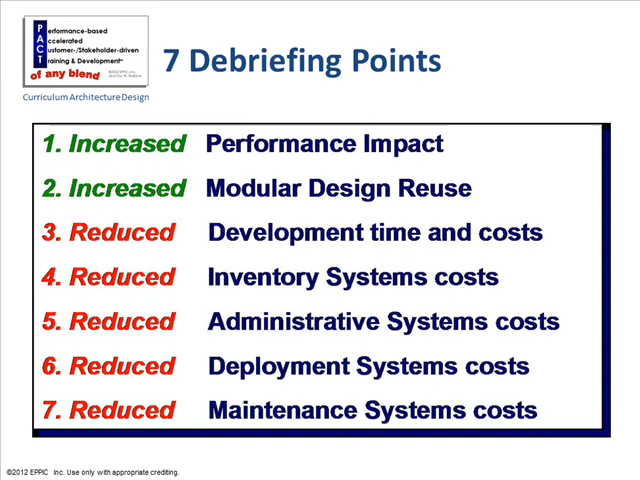 PACT
Performance-based
Accelerated
Customer-/Stakeholder-driven
Training & Development
of any blend
Curriculum Architecture Design
7 Debriefing Points
1. Increased Performance Impact
2. Increased Modular Design Reuse
3. Reduced Development time and costs
4. Reduced Inventory Systems costs
5. Reduced Administrative Systems costs
6. Reduced Deployment Systems costs
7. Reduced Maintenance Systems costs
©2012 EPPIC Inc. Use only with appropriate crediting.